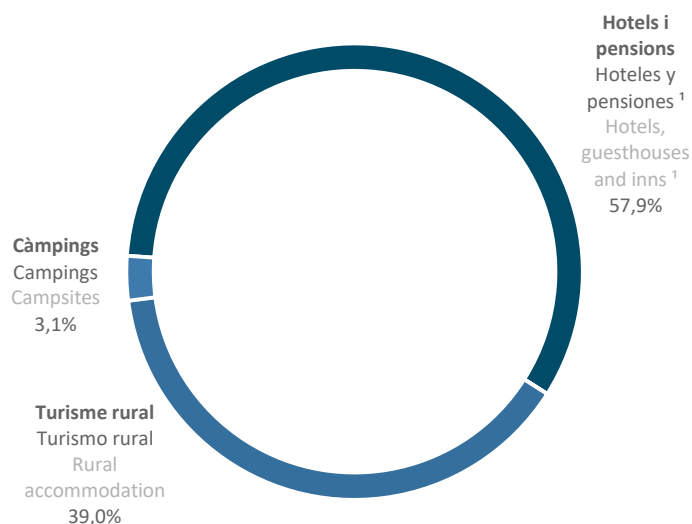 Hotels i
pensions
Hoteles y
pensiones ¹
Hotels,
guesthouses
and inns ¹
57,9%
Càmpings
Campings
Campsites
3,1%
Turisme rural
Turismo rural
Rural
accommodation
39,0%